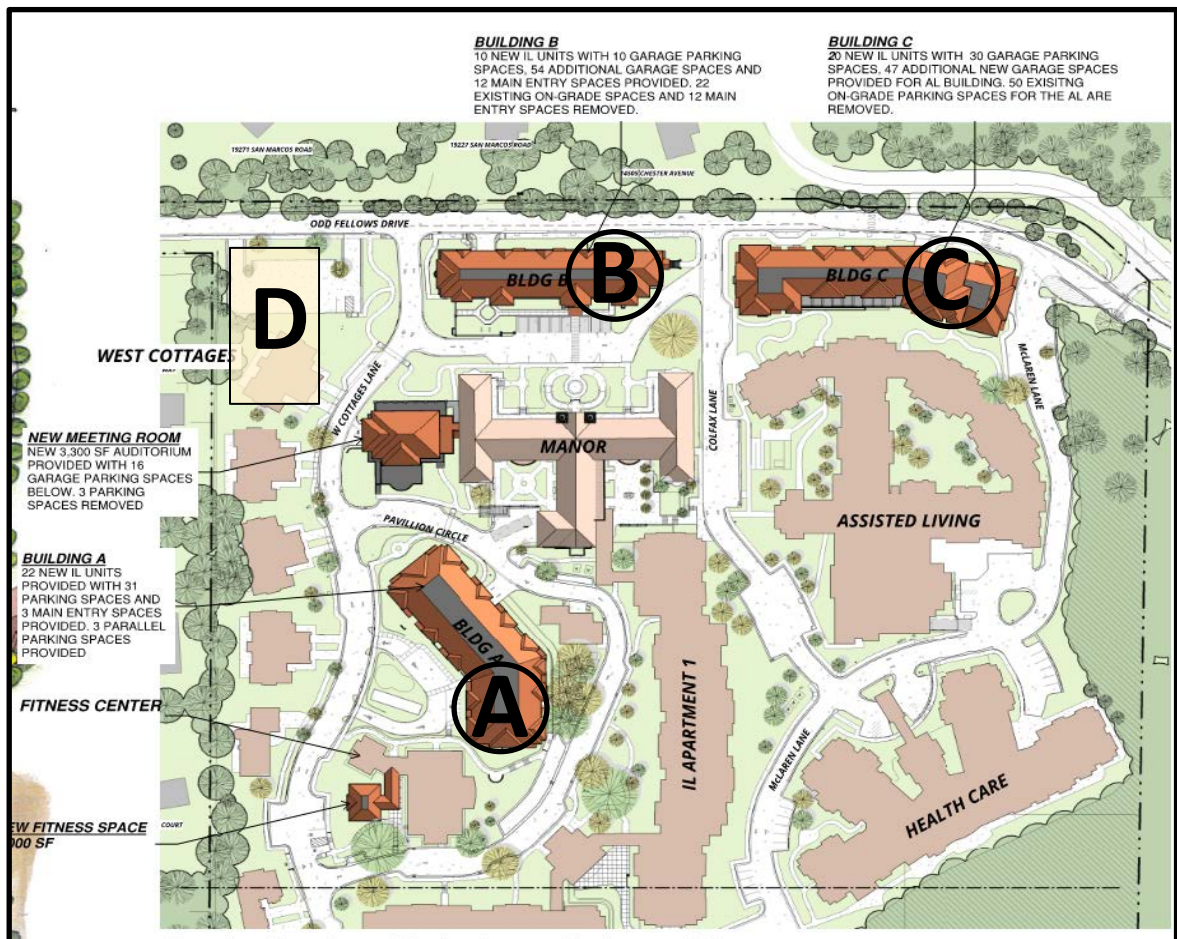 BUILDING B
10 NEW IL UNITS WITH 10 GARAGE PARKING
SPACES, 54 ADDITIONAL GARAGE SPACES AND
12 MAIN ENTRY SPACES PROVIDED. 22
EXISTING ON-GRADE SPACES AND 12 MAIN
ENTRY SPACES REMOVED.
BUILDING C
20 NEW IL UNITS WITH 30 GARAGE PARKING
SPACES, 47 ADDITIONAL NEW GARAGE SPACES
PROVIDED FOR AL BUILDING. 50 EXISITNG
ON-GRADE PARKING SPACES FOR THE AL ARE
REMOVED.
19271 SAN MARCOS ROAD
19227 SAN MARCOS ROAD
CHESTER AVENUE
ODD FELLOWS DRIVE
BLDG B
B
BLDG C
C
D
WEST COTTAGES
WAY
W COTTAGES LANE
COLFAX LANE
McLAREN LANE
MANOR
NEW MEETING ROOM
NEW 3,300 SF AUDITORIUM
PROVIDED WITH 16
GARAGE PARKING SPACES
BELOW. 3 PARKING
SPACES REMOVED
PAVILLION CIRCLE
ASSISTED LIVING
BUILDING A
22 NEW IL UNITS
PROVIDED WITH 31
PARKING SPACES AND
3 MAIN ENTRY SPACES
PROVIDED. 3 PARALLEL
PARKING SPACES
PROVIDED
BLDG A
A
IL APARTMENT 1
FITNESS CENTER
McLAREN LANE
HEALTH CARE
EW FITNESS SPACE
000 SF
COURT